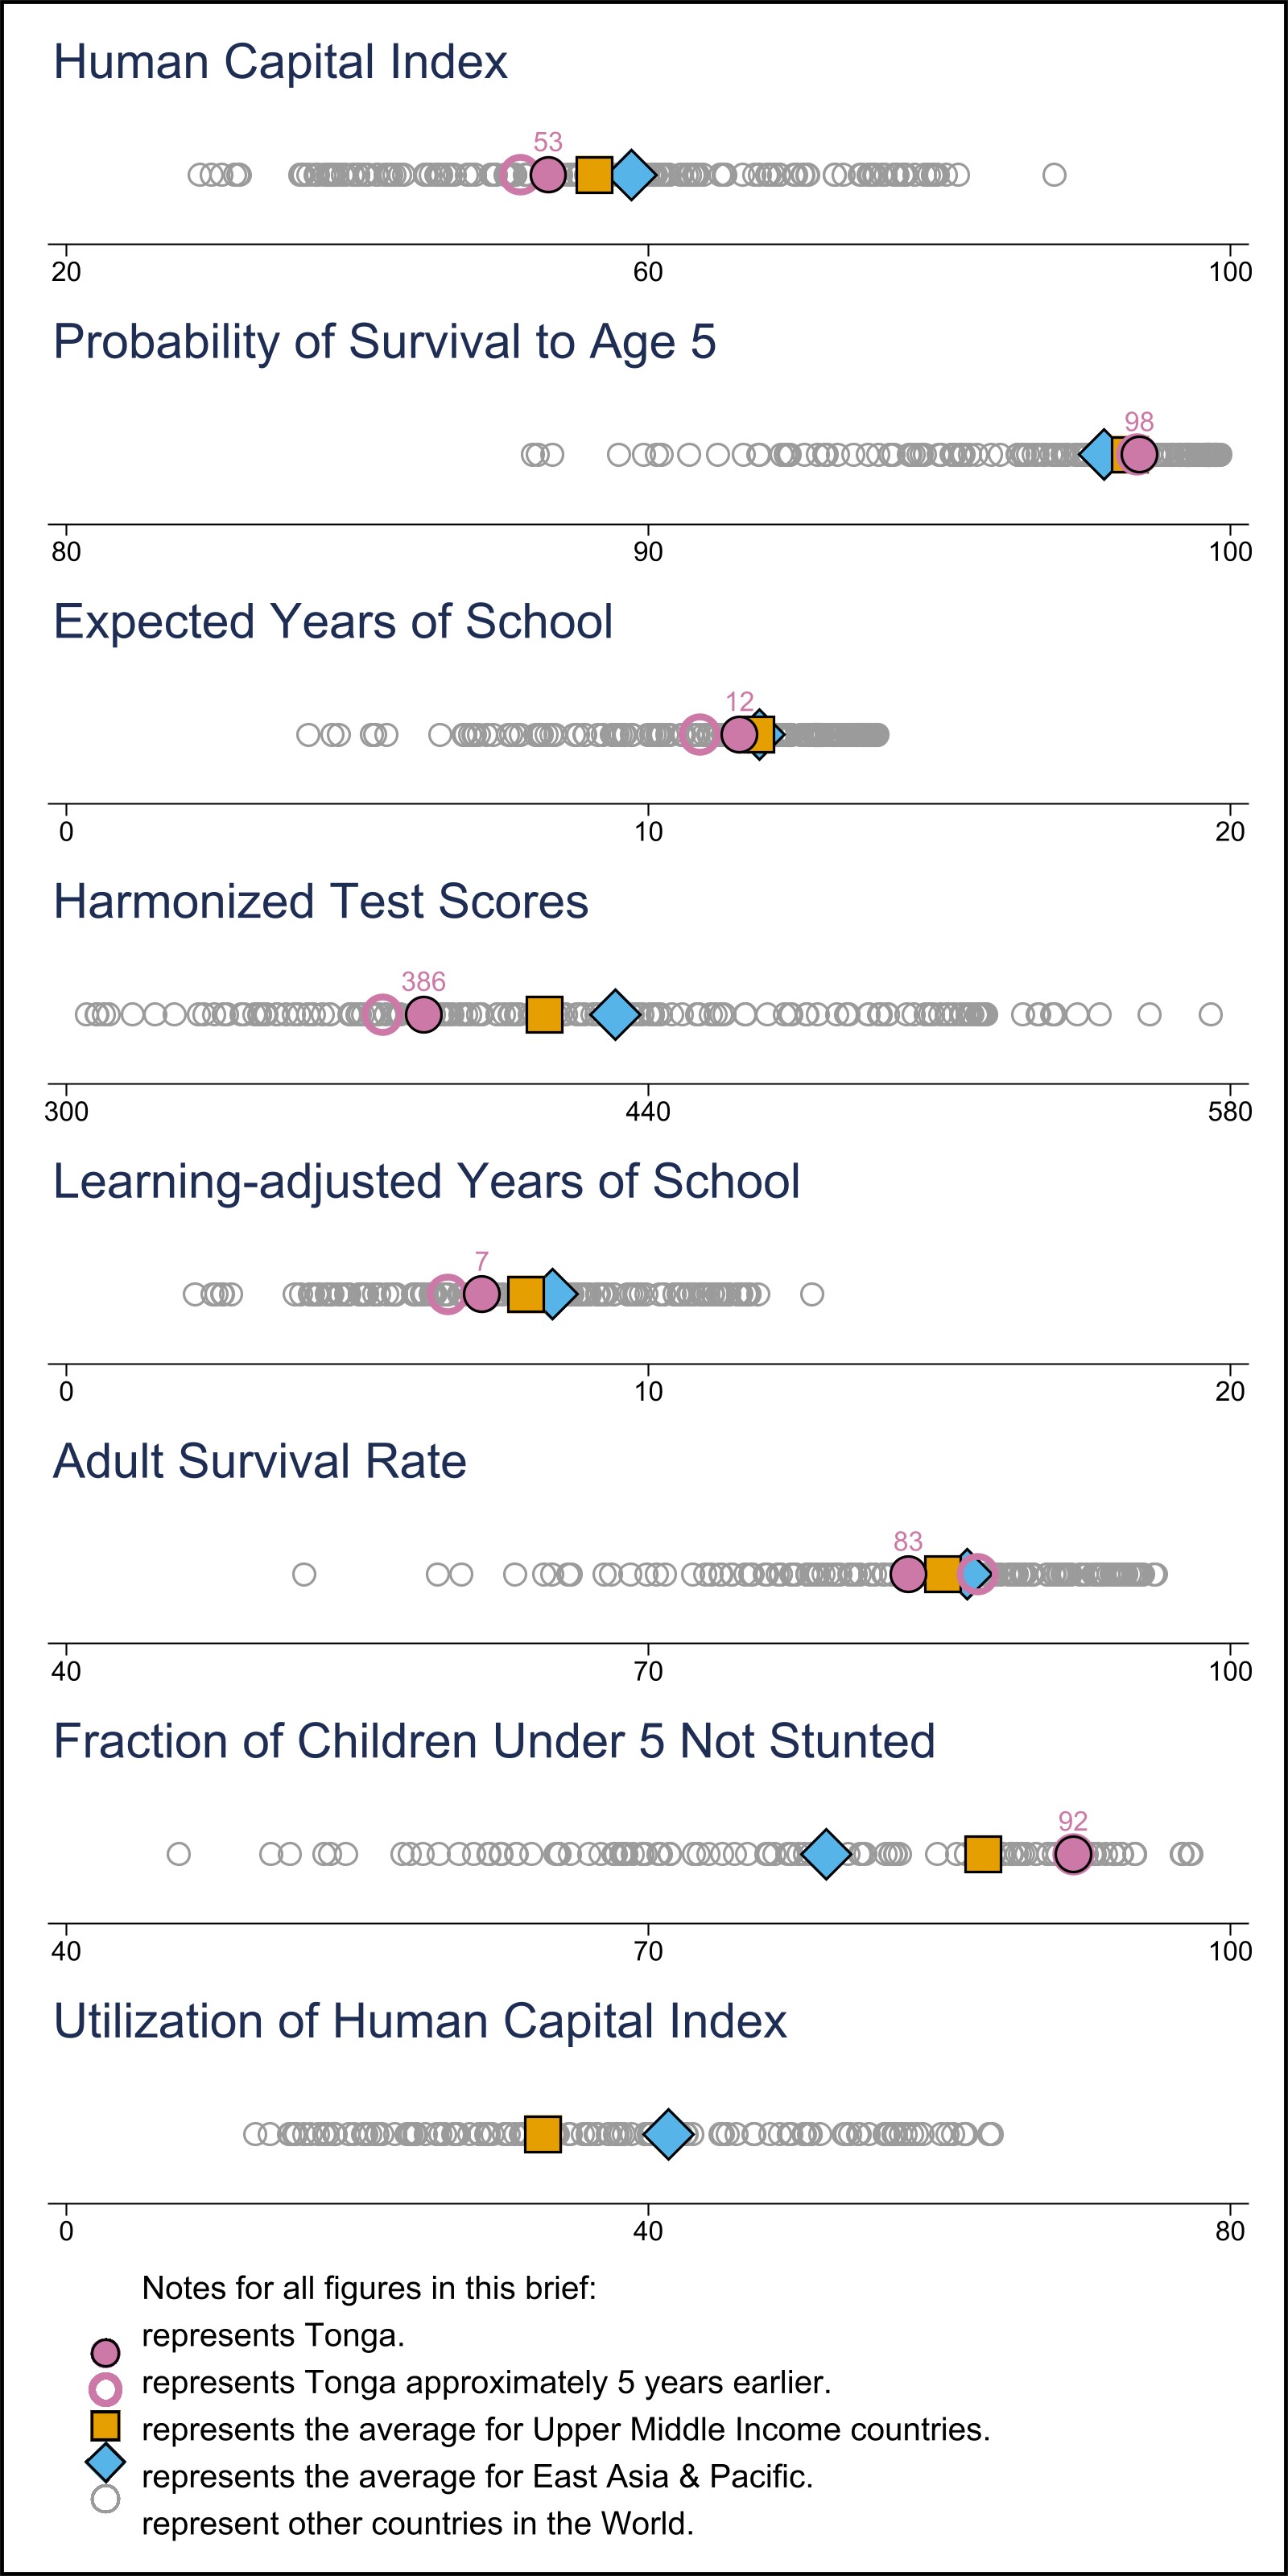 Human Capital Index
53
20 60 100
Probability of Survival to Age 5
98
80 90 100
Expected Years of School
12
0 10 20
Harmonized Test Scores
386
300 440 580
Learning-adjusted Years of School
7
0 10 20
Adult Survival Rate
83
40 70 100
Fraction of Children Under 5 Not Stunted
92
40 70 100
Utilization of Human Capital Index
0 40 80
Notes for all figures in this brief:
represents Tonga.
represents Tonga approximately 5 years earlier.
represents the average for Upper Middle Income countries.
represents the average for East Asia & Pacific.
represent other countries in the World.